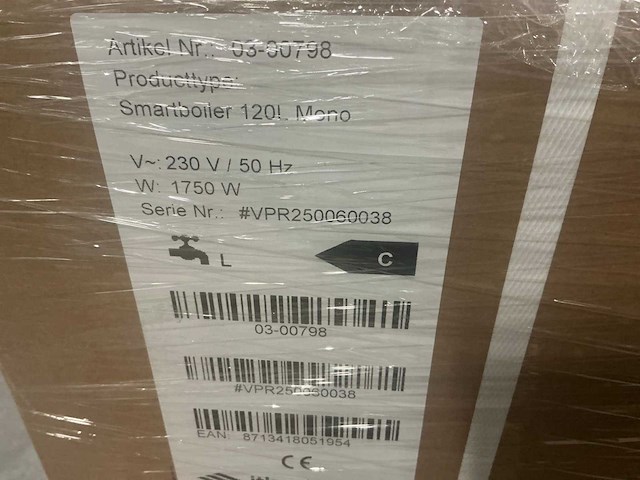 Artikel Nr.: 03-00798
Producttype:
Smartboiler 120L Mono
V~: 230 V / 50 Hz
W: 1750 W
Serie Nr.: #VPR250060038
L
C
03-00798
#VPR250060038
EAN 8713418051954
CE